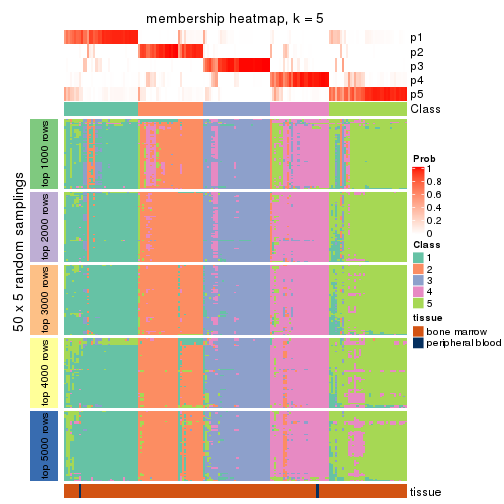 membership heatmap, k = 5
p1
p2
p3
p4
p5
Class
50 x 5 random samplings
top 1000 rows
top 2000 rows
top 3000 rows
top 4000 rows
top 5000 rows
tissue
Prob
1
0.8
0.6
0.4
0.2
0
Class
1
2
3
4
5
tissue
bone marrow
peripheral blood